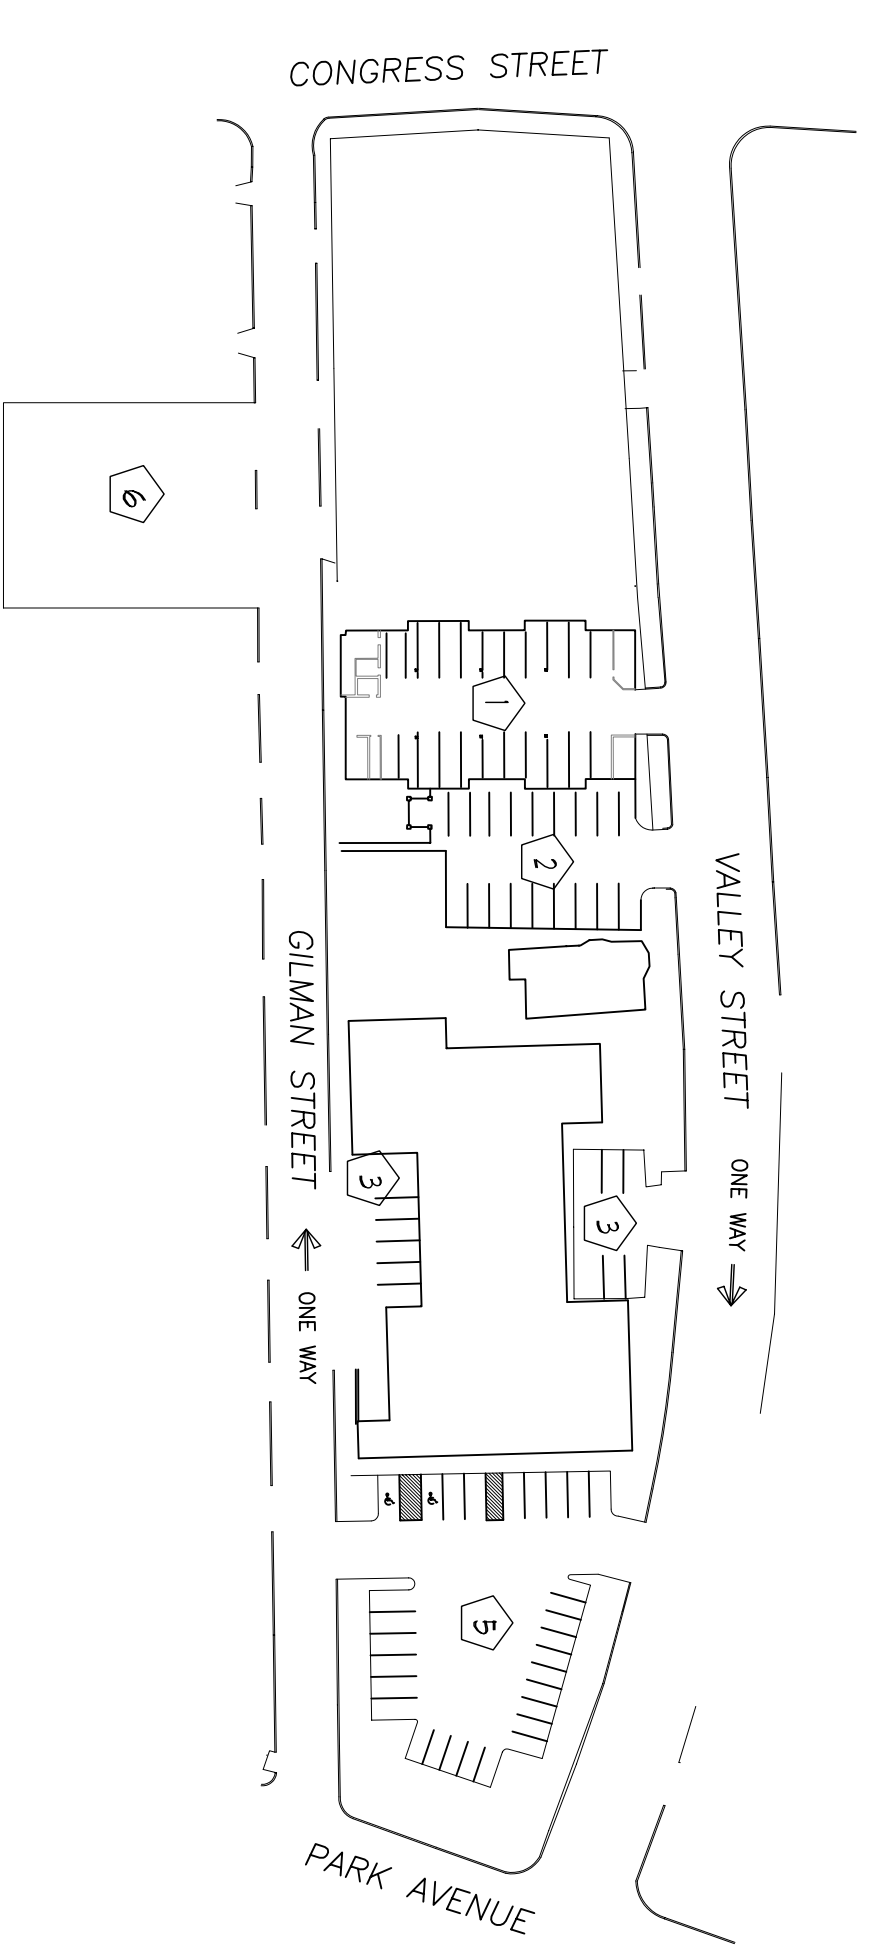 CONGRESS STREET
6
1
2
VALLEY STREET
ONE WAY
GILMAN STREET
ONE WAY
3
3
5
PARK AVENUE